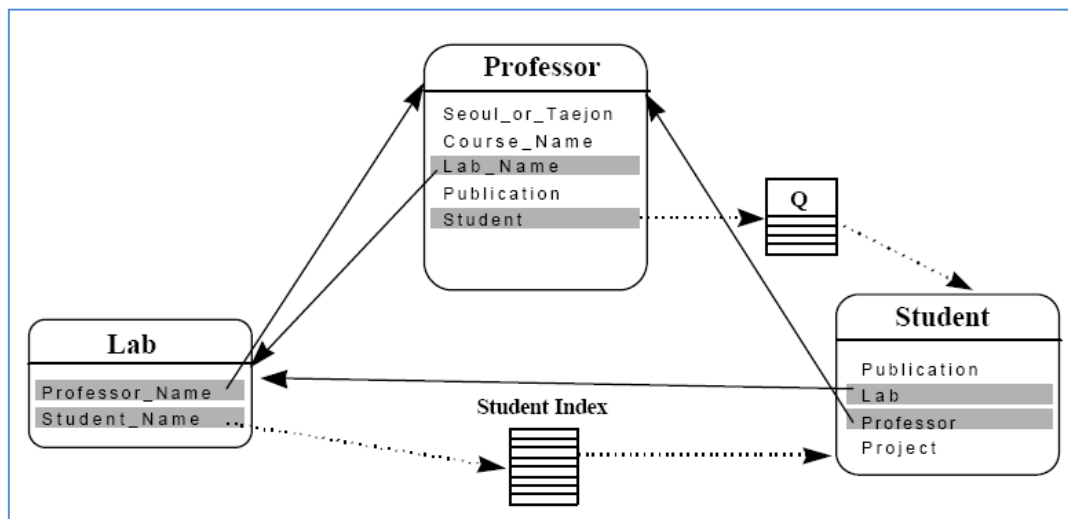 Professor
Seoul_or_Taejon
Course_Name
Lab_Name
Publication
Student
Q
Lab
Professor_Name
Student_Name
Student Index
Student
Publication
Lab
Professor
Project